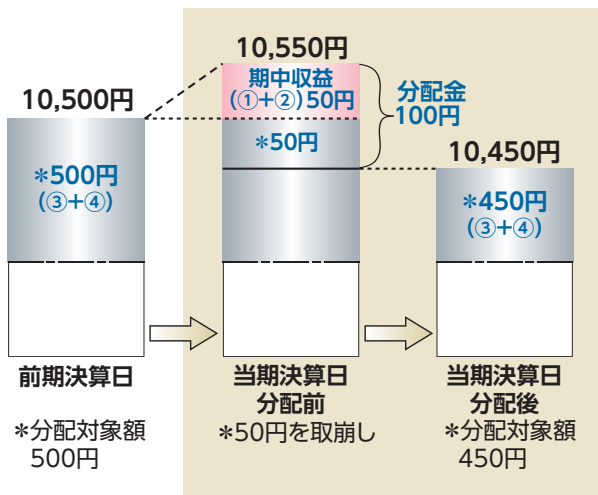 10,500円
*500円
(③+④)
前期決算日
*分配対象額
500円
10,550円
期中収益
(①+②)50円
*50円
分配金
100円
当期決算日
分配前
*50円を取崩し
10,450円
*450円
(③+④)
当期決算日
分配後
*分配対象額
450円